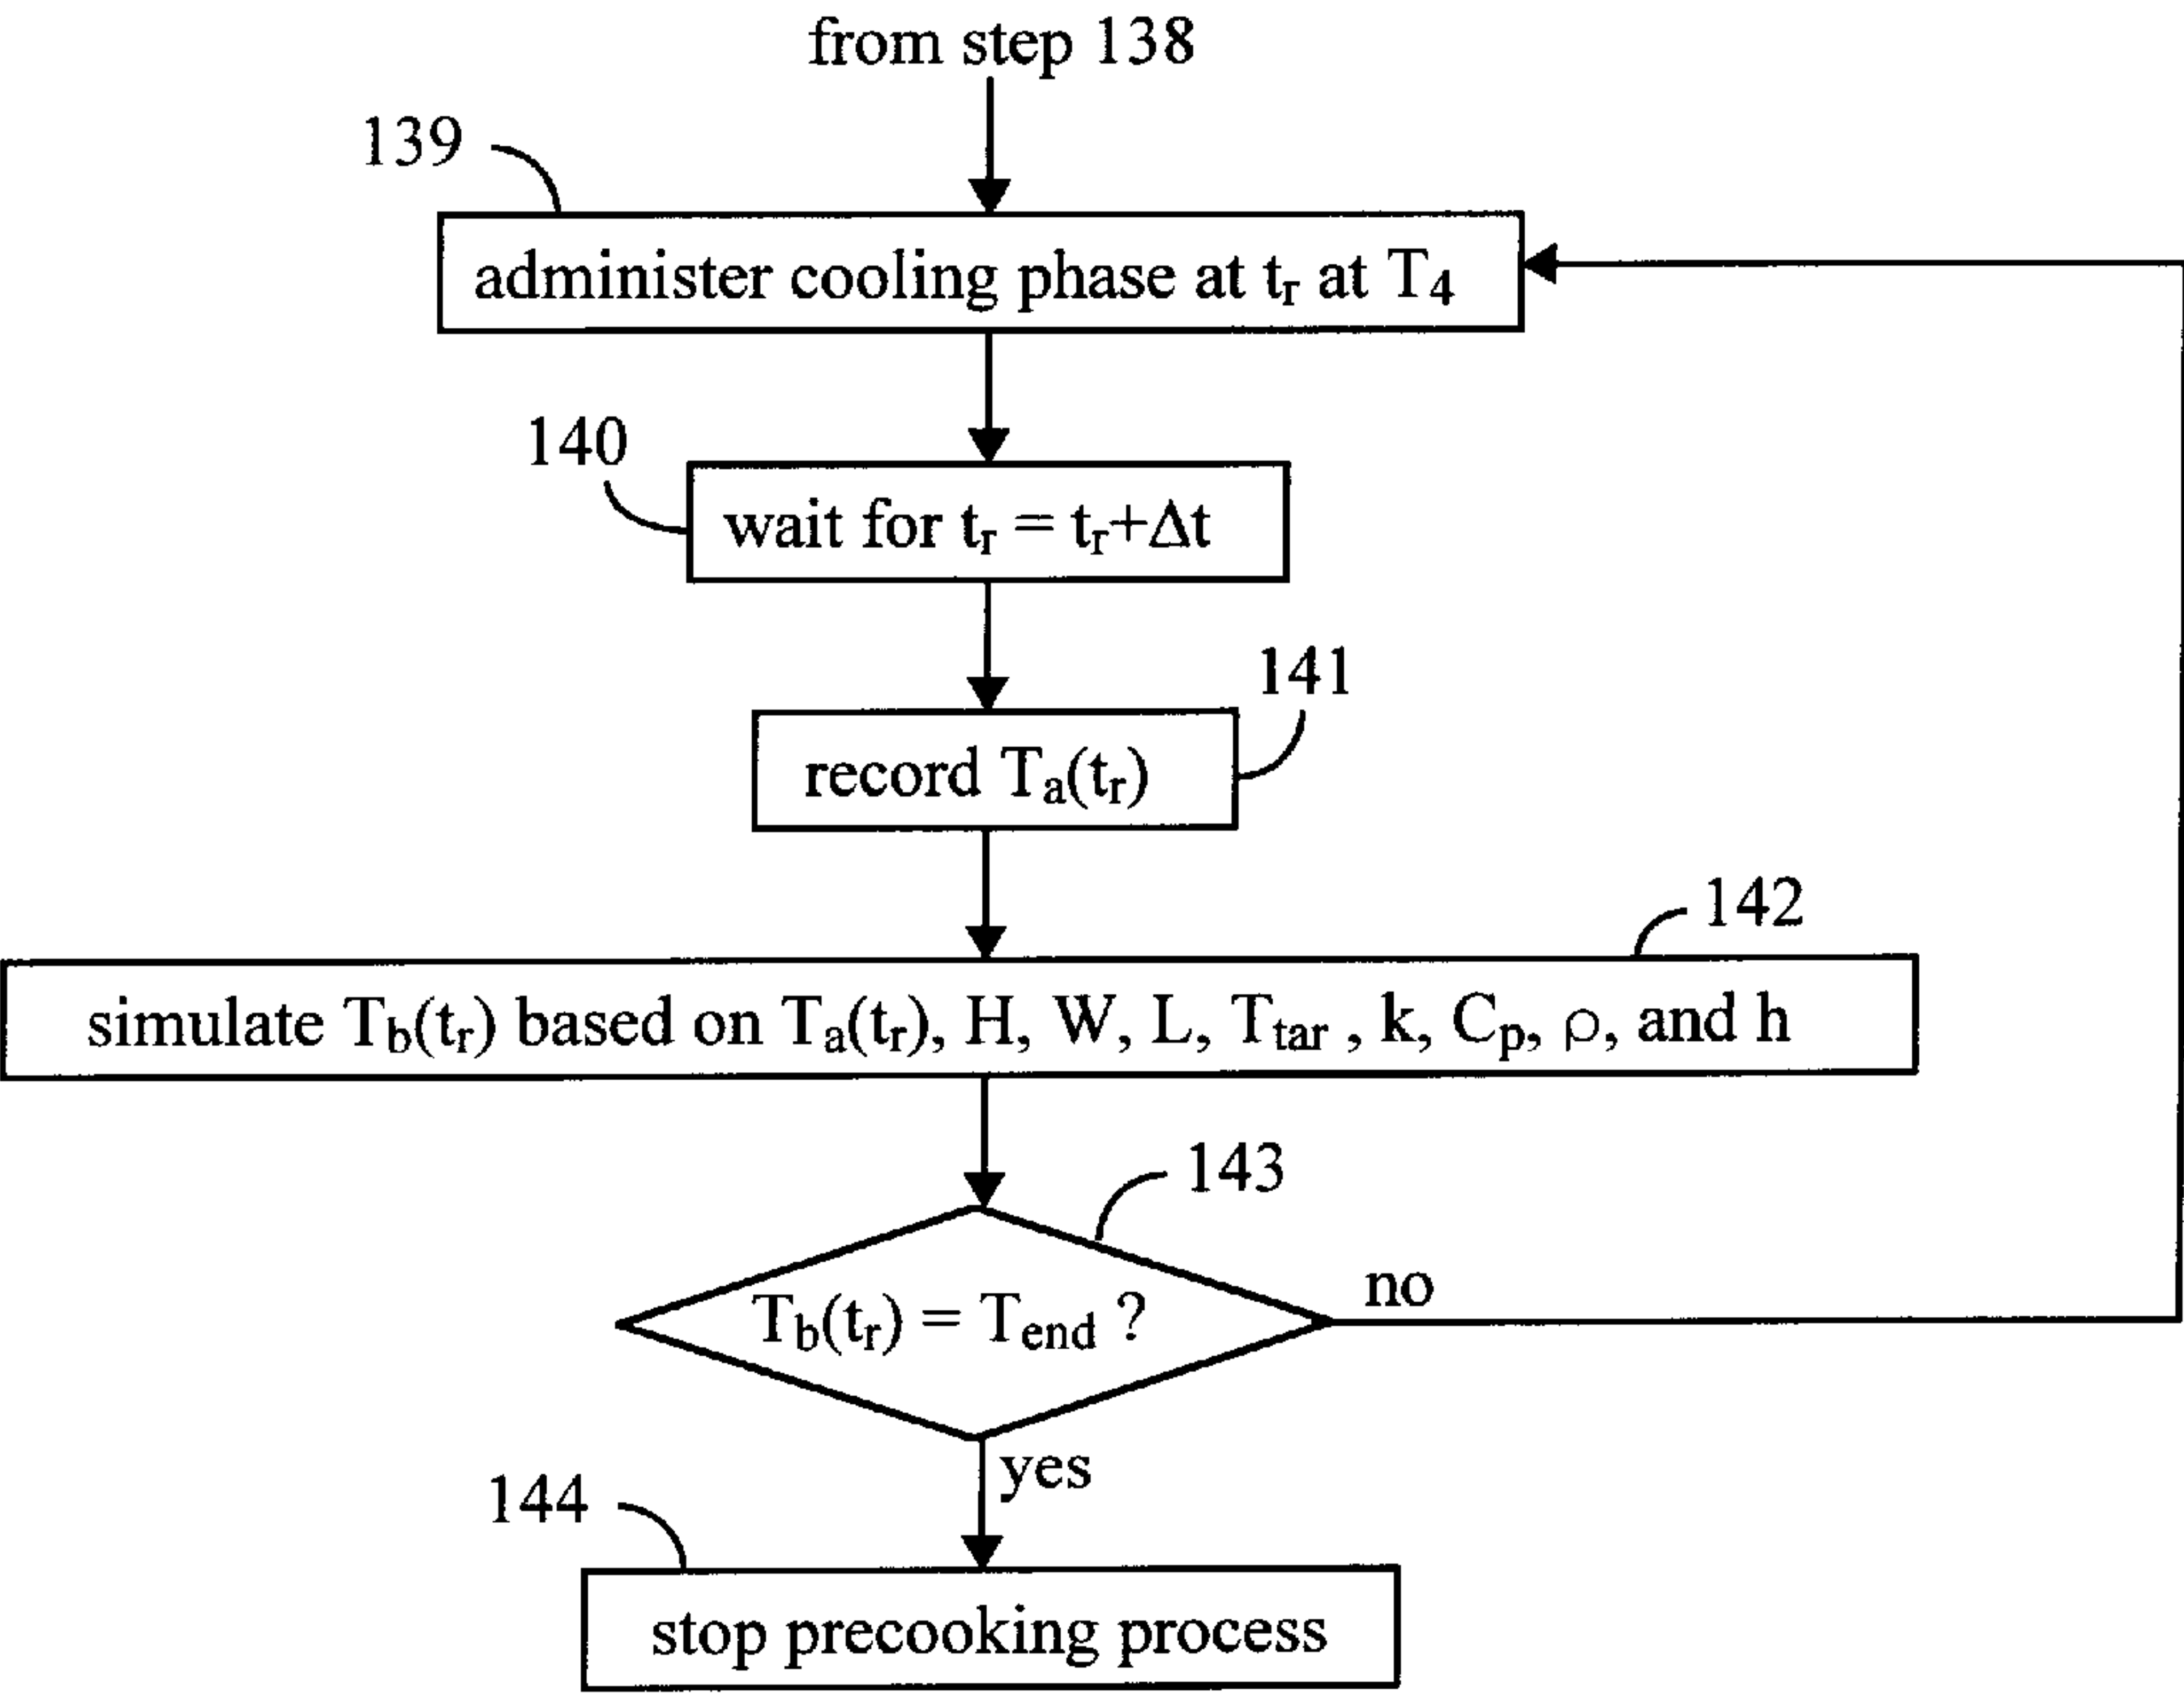 from step 138
139
administer cooling phase at tr at T4
140
wait for tr = tr+Δt
141
record Ta(tr)
142
simulate Tb(tr) based on Ta(tr), H, W, L, Ttar , k, Cp, ρ, and h
143
Tb(tr) = Tend ?
no
yes
144
stop precooking process